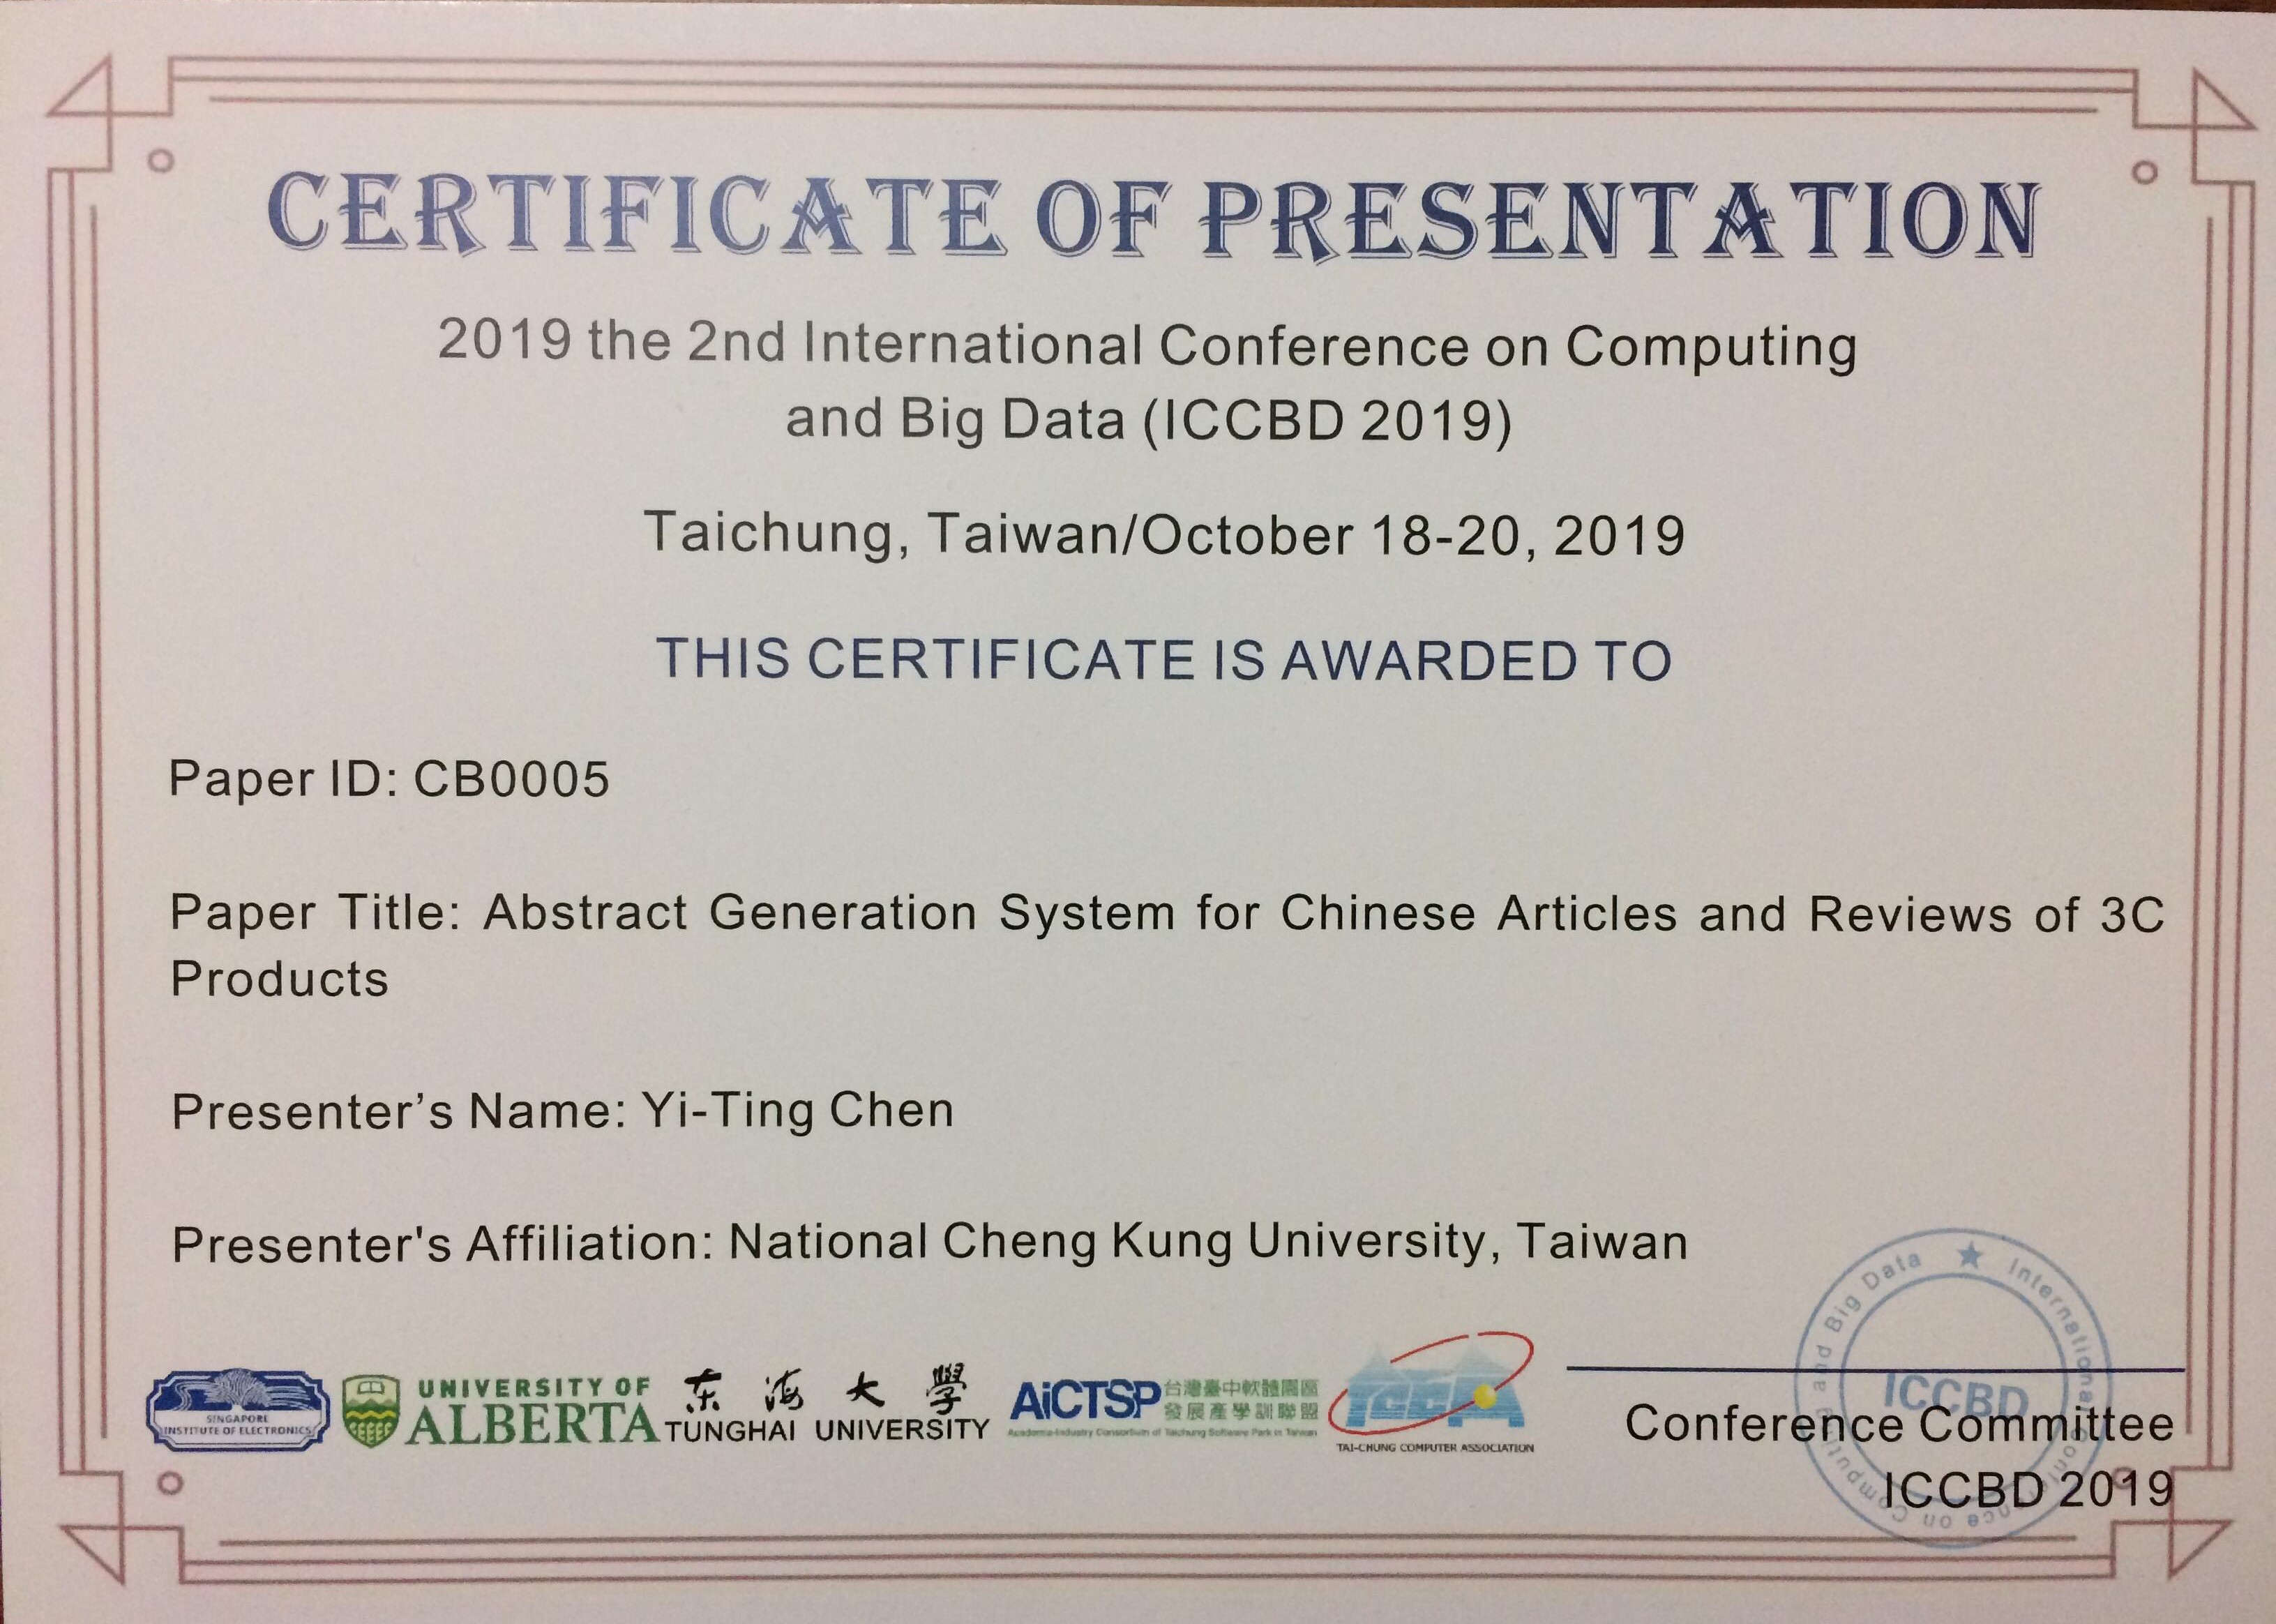 CERTIFICATE OF PRESENTATION
2019 the 2nd International Conference on Computing
and Big Data (ICCBD 2019)
Taichung, Taiwan/October 18-20, 2019
THIS CERTIFICATE IS AWARDED TO
Paper ID: CB0005
Paper Title: Abstract Generation System for Chinese Articles and Reviews of 3C
Products
Presenter’s Name: Yi-Ting Chen
Presenter's Affiliation: National Cheng Kung University, Taiwan
SINGAPORE
INSTITUTE OF ELECTRONICS
UNIVERSITY OF
ALBERTA
东海大學
TUNGHAI UNIVERSITY
AiCTSP
台灣臺中軟體園區
發展產學訓聯盟
Academia-Industry Consortium of Taichung Software Park in Taiwan
TCCA
TAI-CHUNG COMPUTER ASSOCIATION
International Conference on Computing and Big Data
ICCBD
Conference Committee
ICCBD 2019